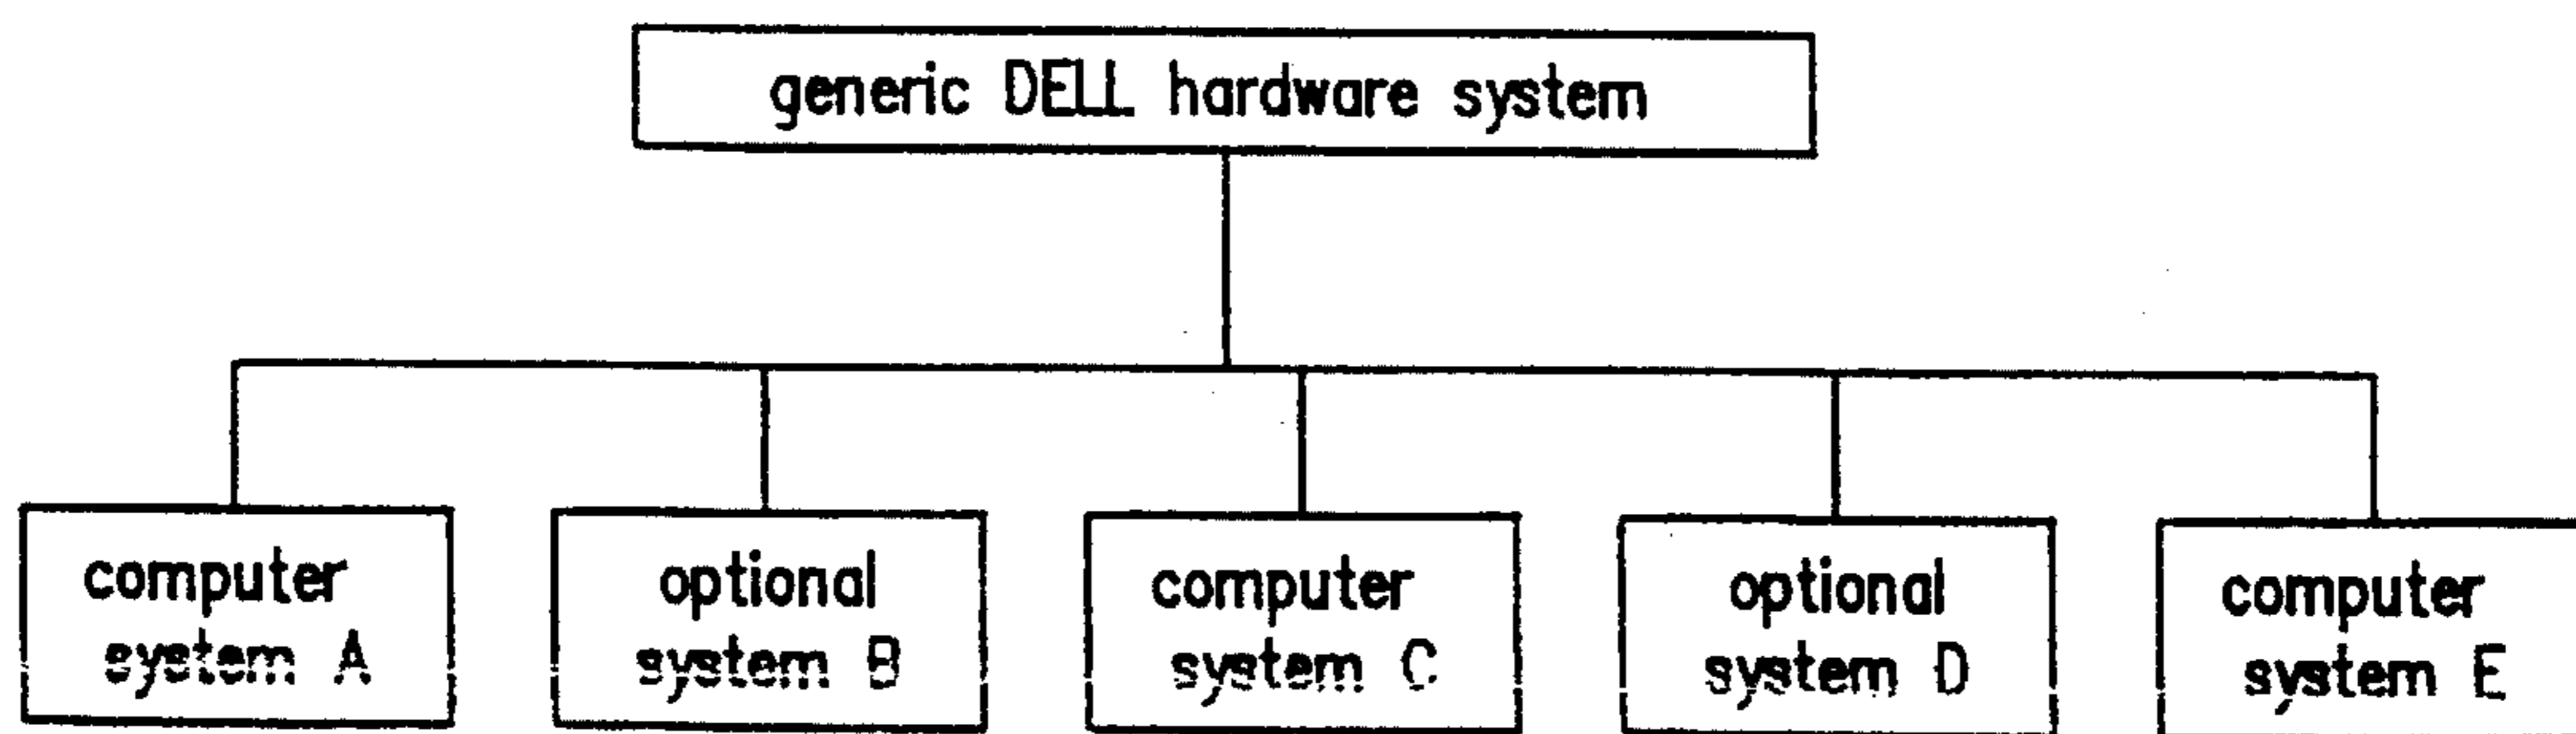 generic DELL hardware system
computer
system A
optional
system B
computer
system C
optional
system D
computer
system E